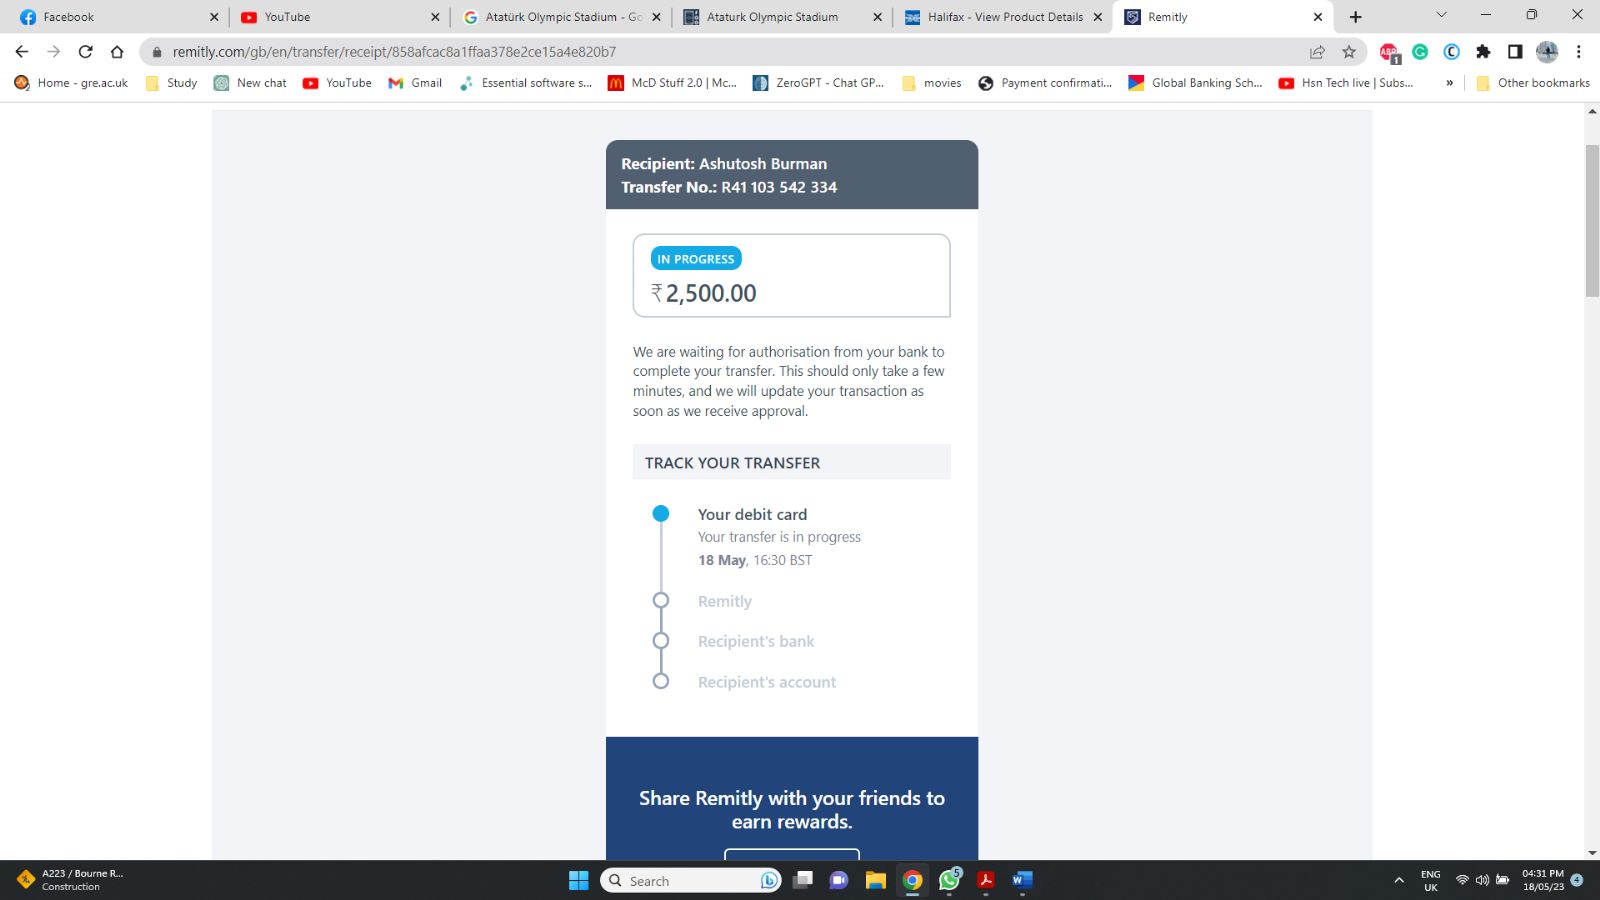 Facebook
YouTube
Atatürk Olympic Stadium - Go
Ataturk Olympic Stadium
Halifax - View Product Details
Remitly
remitly.com/gb/en/transfer/receipt/858afcac8a1ffaa378e2ce15a4e820b7
ABP
1
Home - gre.ac.uk
Study
New chat
YouTube
Gmail
Essential software s...
McD Stuff 2.0 | Mc...
ZeroGPT - Chat GP...
movies
Payment confirmati...
Global Banking Sch...
Hsn Tech live | Subs...
»
Other bookmarks
Recipient: Ashutosh Burman
Transfer No.: R41 103 542 334
IN PROGRESS
₹ 2,500.00
We are waiting for authorisation from your bank to
complete your transfer. This should only take a few
minutes, and we will update your transaction as
soon as we receive approval.
TRACK YOUR TRANSFER
Your debit card
Your transfer is in progress
18 May, 16:30 BST
Remitly
Recipient's bank
Recipient's account
Share Remitly with your friends to
earn rewards.
A223 / Bourne R...
Construction
Search
5
ENG
UK
04:31 PM
18/05/23
4